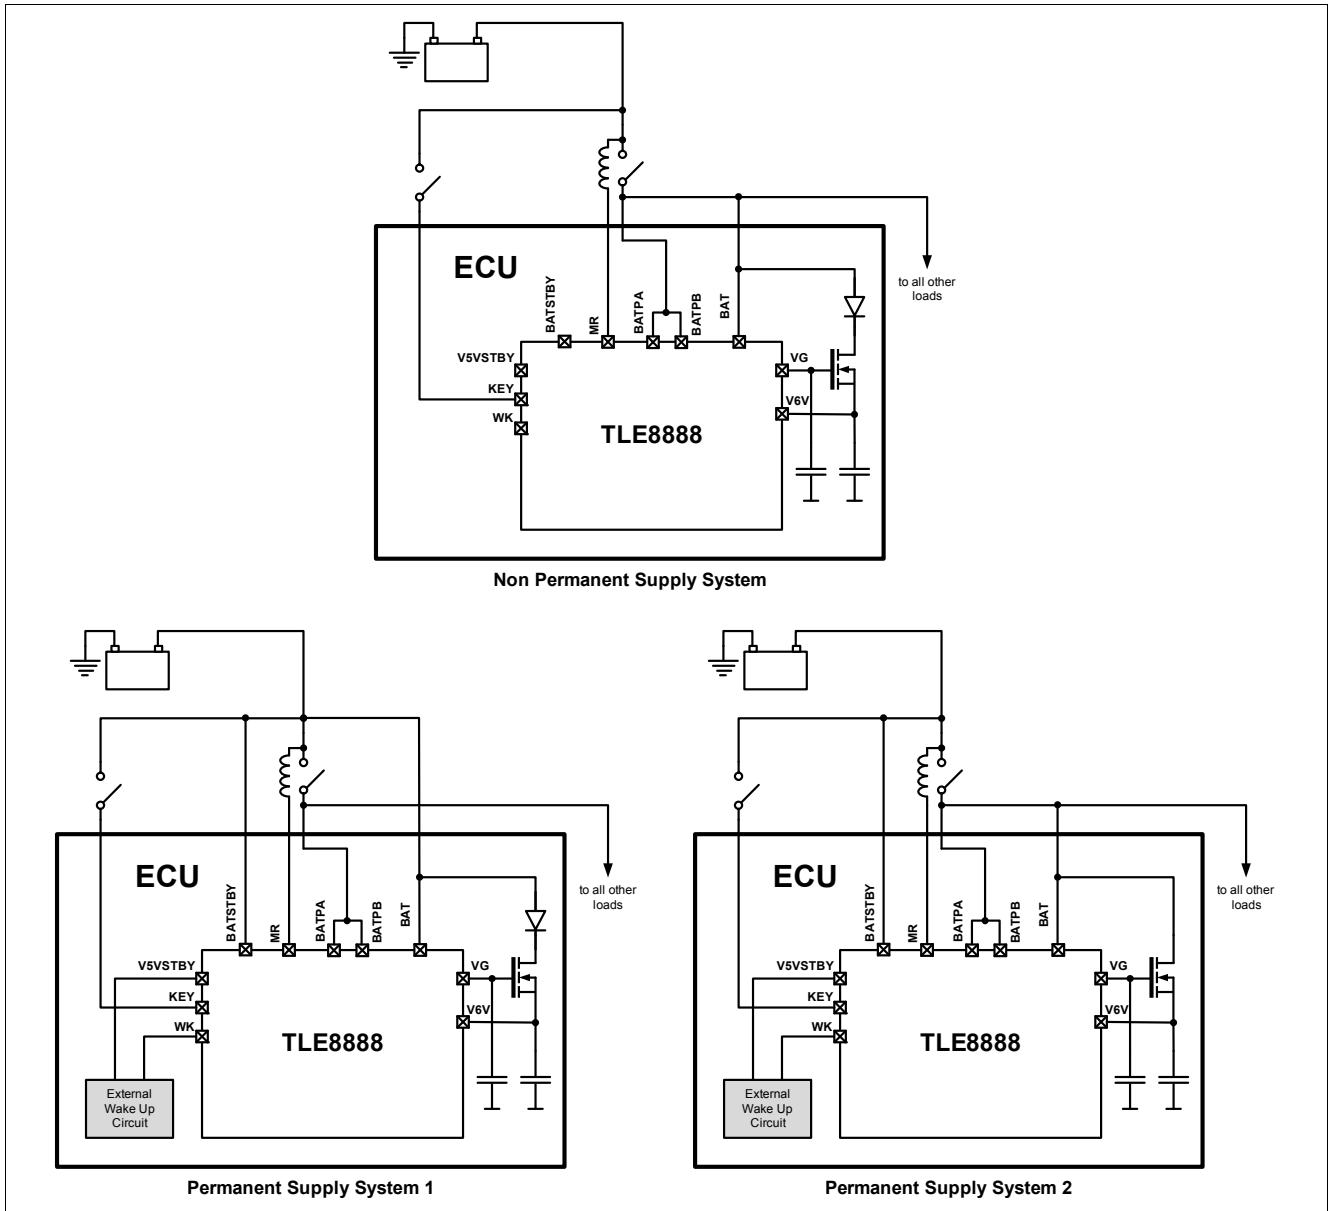 ECU
to all other
loads
BATSTBY
MR
BATPA
BATPB
BAT
V5VSTBY
KEY
WK
VG
V6V
TLE8888
Non Permanent Supply System
ECU
to all other
loads
BATSTBY
MR
BATPA
BATPB
BAT
V5VSTBY
KEY
WK
VG
V6V
TLE8888
External
Wake Up
Circuit
Permanent Supply System 1
ECU
to all other
loads
BATSTBY
MR
BATPA
BATPB
BAT
V5VSTBY
KEY
WK
VG
V6V
TLE8888
External
Wake Up
Circuit
Permanent Supply System 2